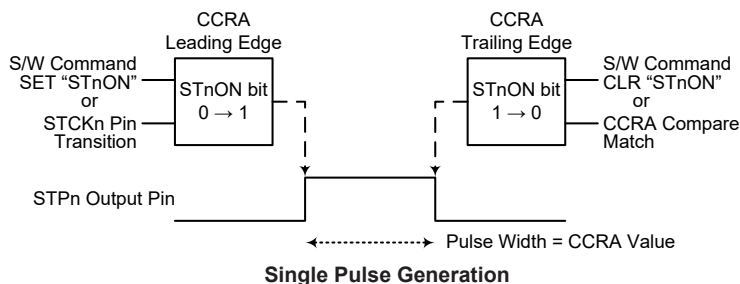 CCRA
Leading Edge
CCRA
Trailing Edge
S/W Command
SET “STnON”
or
STCKn Pin
Transition
STnON bit
0 → 1
STnON bit
1 → 0
S/W Command
CLR “STnON”
or
CCRA Compare
Match
STPn Output Pin
Pulse Width = CCRA Value
Single Pulse Generation